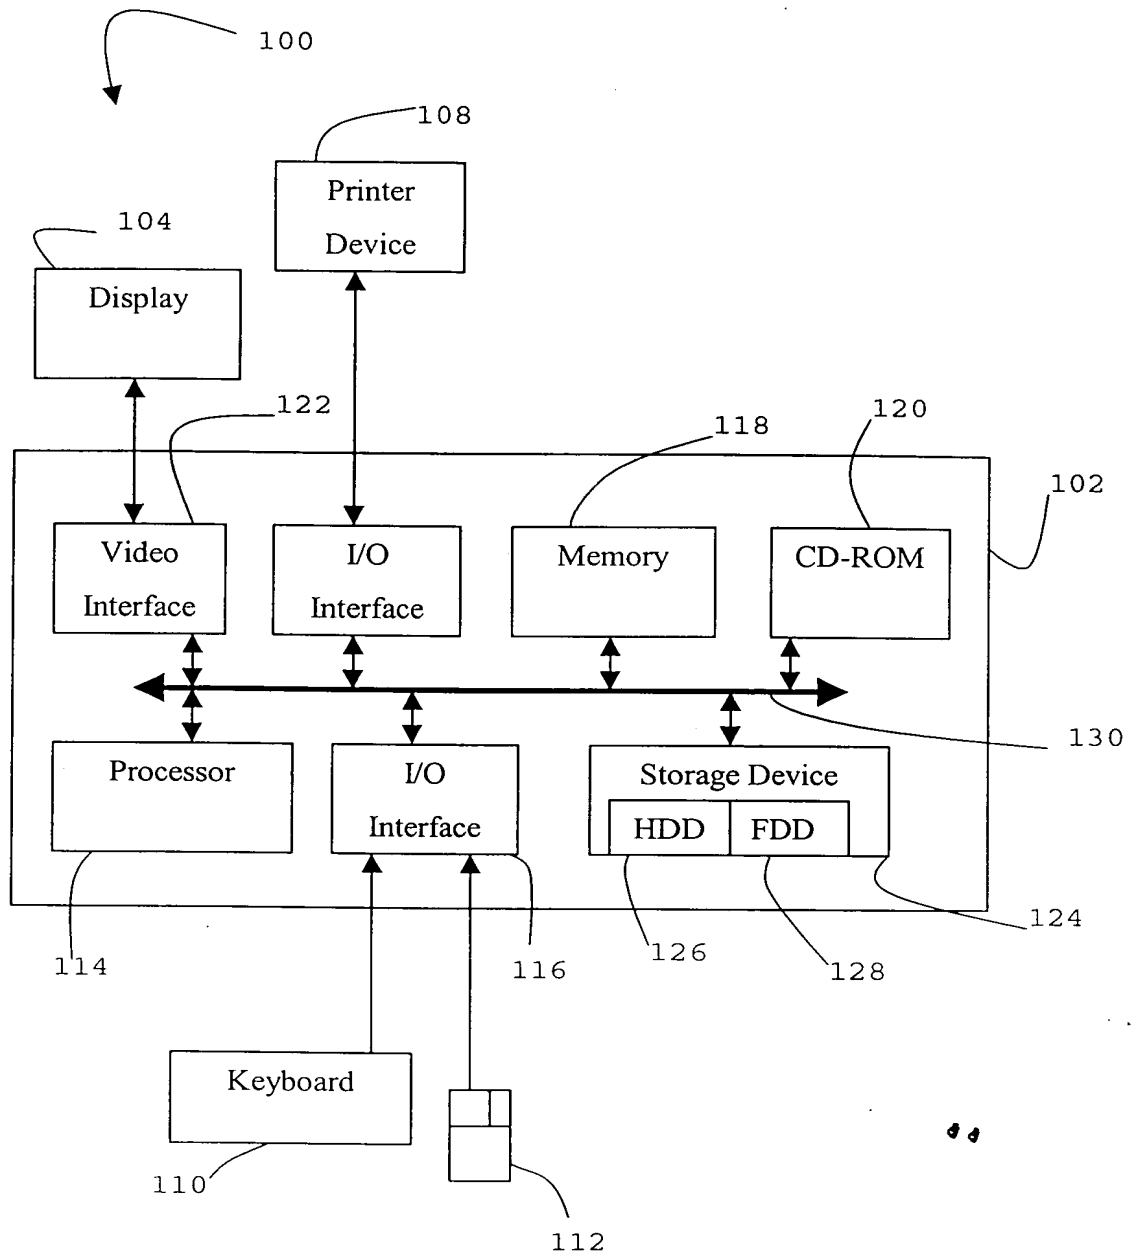 100
108
Printer
Device
104
Display
122
118
120
102
Video
Interface
I/O
Interface
Memory
CD-ROM
130
Processor
I/O
Interface
Storage Device
HDD
FDD
124
114
116
126
128
Keyboard
110
112